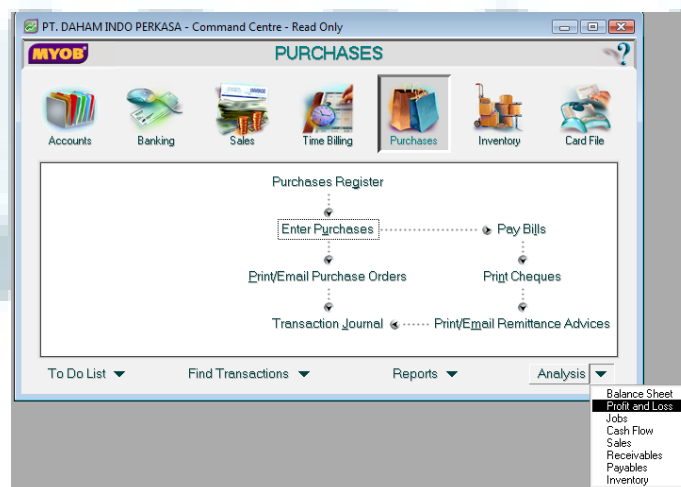 PT. DAHAM INDO PERKASA - Command Centre - Read Only
MYOB PURCHASES ?
Accounts Banking Sales Time Billing Purchases Inventory Card File
Purchases Register
Enter Purchases Pay Bills
Print/Email Purchase Orders Print Cheques
Transaction Journal Print/Email Remittance Advices
To Do List Find Transactions Reports Analysis
Balance Sheet
Profit and Loss
Jobs
Cash Flow
Sales
Receivables
Payables
Inventory